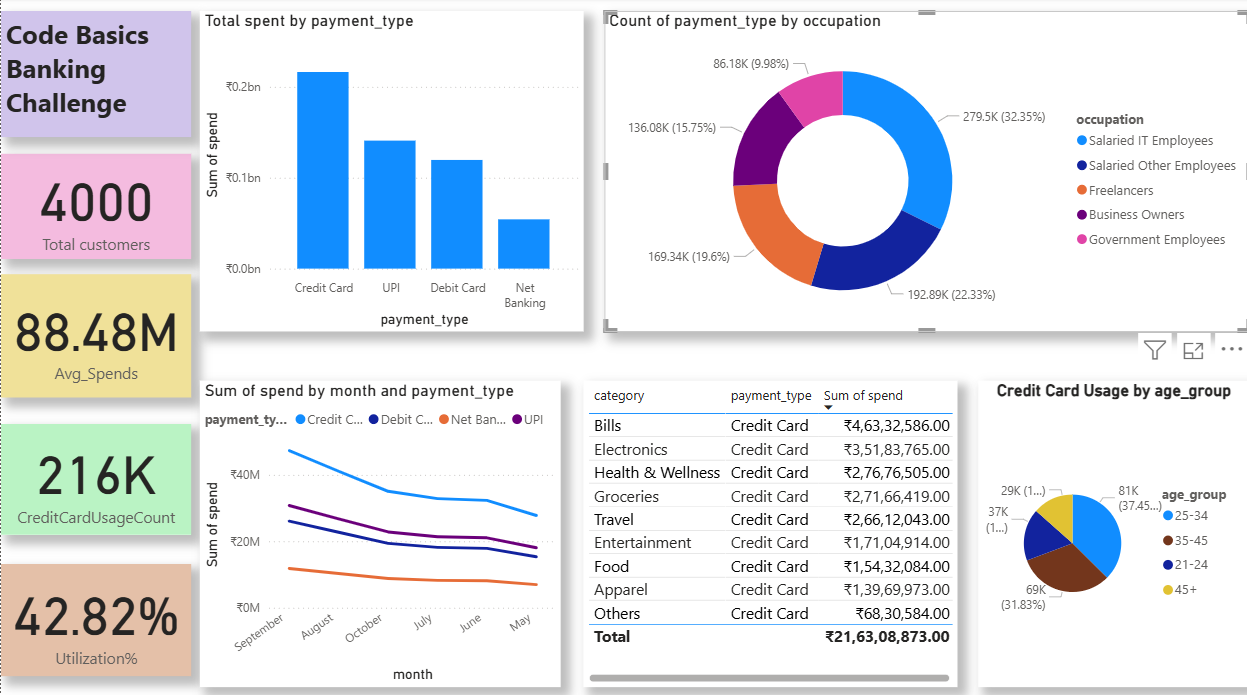 Code Basics
Banking
Challenge
4000
Total customers
88.48M
Avg_Spends
216K
CreditCardUsageCount
42.82%
Utilization%
Total spent by payment_type
Sum of spend
₹0.2bn
₹0.1bn
₹0.0bn
Credit Card
UPI
Debit Card
Net
Banking
payment_type
Count of payment_type by occupation
86.18K (9.98%)
136.08K (15.75%)
169.34K (19.6%)
279.5K (32.35%)
192.89K (22.33%)
occupation
Salaried IT Employees
Salaried Other Employees
Freelancers
Business Owners
Government Employees
Sum of spend by month and payment_type
payment_ty... Credit C... Debit C... Net Ban... UPI
Sum of spend
₹40M
₹20M
₹0M
September
August
October
July
June
May
month
category payment_type Sum of spend
Bills Credit Card ₹4,63,32,586.00
Electronics Credit Card ₹3,51,83,765.00
Health & Wellness Credit Card ₹2,76,76,505.00
Groceries Credit Card ₹2,71,66,419.00
Travel Credit Card ₹2,66,12,043.00
Entertainment Credit Card ₹1,71,04,914.00
Food Credit Card ₹1,54,32,084.00
Apparel Credit Card ₹1,39,69,973.00
Others Credit Card ₹68,30,584.00
Total ₹21,63,08,873.00
Credit Card Usage by age_group
29K (1...)
37K
(1...)
69K
(31.83%)
81K
(37.45...)
age_group
25-34
35-45
21-24
45+